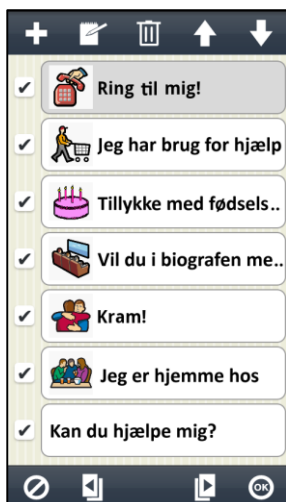 Ring til mig!
Jeg har brug for hjælp
Tillykke med fødsels..
Vil du i biografen me..
Kram!
Jeg er hjemme hos
Kan du hjælpe mig?
OK